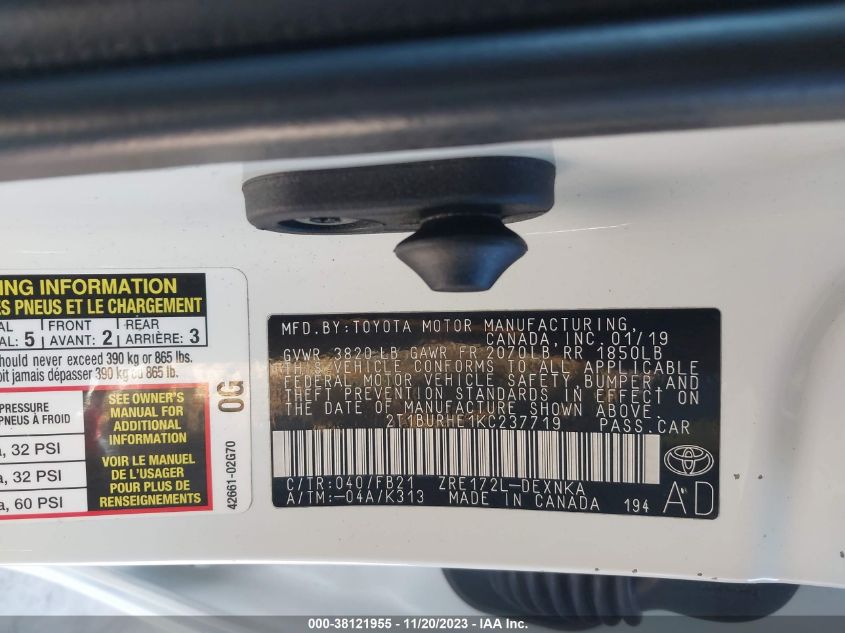 ING INFORMATION
ES PNEUS ET LE CHARGEMENT
AL 5 FRONT 2 REAR 3
AL: AVANT: ARRIÈRE:
should never exceed 390 kg or 865 lbs.
oit jamais dépasser 390 kg ou 865 lb.
PRESSURE
PNEUS À FROID
a, 32 PSI
a, 32 PSI
a, 60 PSI
SEE OWNER'S
MANUAL FOR
ADDITIONAL
INFORMATION
VOIR LE MANUEL
DE L'USAGER
POUR PLUS DE
RENSEIGNEMENTS
0G
42661-02G70
MFD. BY: TOYOTA MOTOR MANUFACTURING,
CANADA, INC. 01/19
GVWR 3820 LB GAWR FR 2070LB RR 1850LB
THIS VEHICLE CONFORMS TO ALL APPLICABLE
FEDERAL MOTOR VEHICLE SAFETY, BUMPER AND
THEFT PREVENTION STANDARDS IN EFFECT ON
THE DATE OF MANUFACTURE SHOWN ABOVE.
2T1BURHE1KC237719 PASS.CAR
C/TR: 040/FB21 ZRE172L-DEXNKA
A/TM: -04A/K313 MADE IN CANADA 194
AD
000-38121955 - 11/20/2023 - IAA Inc.